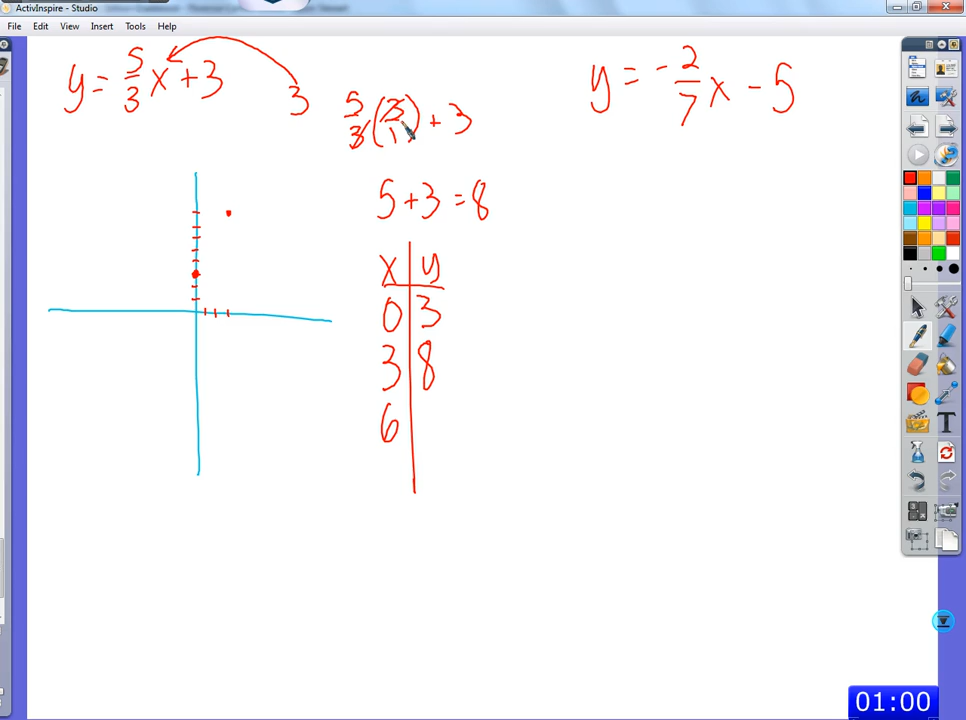 ActivInspire - Studio
File Edit View Insert Tools Help
y = 5/3 x + 3
3
5/3 (3/1) + 3
y = -2/7 x - 5
5 + 3 = 8
x y
0 3
3 8
6
T
01:00